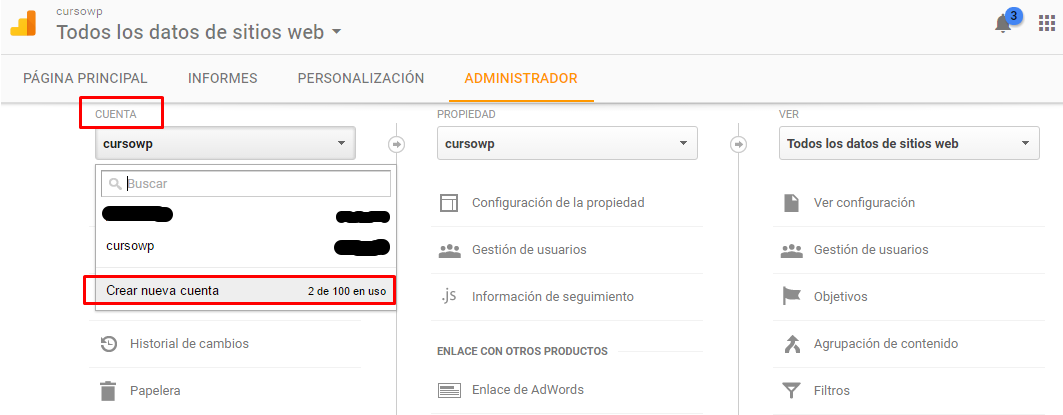 cursowp
Todos los datos de sitios web
3
PÁGINA PRINCIPAL
INFORMES
PERSONALIZACIÓN
ADMINISTRADOR
CUENTA
cursowp
Buscar
cursowp
Crear nueva cuenta 2 de 100 en uso
Historial de cambios
Papelera
PROPIEDAD
cursowp
Configuración de la propiedad
Gestión de usuarios
.js Información de seguimiento
ENLACE CON OTROS PRODUCTOS
Enlace de AdWords
VER
Todos los datos de sitios web
Ver configuración
Gestión de usuarios
Objetivos
Agrupación de contenido
Filtros